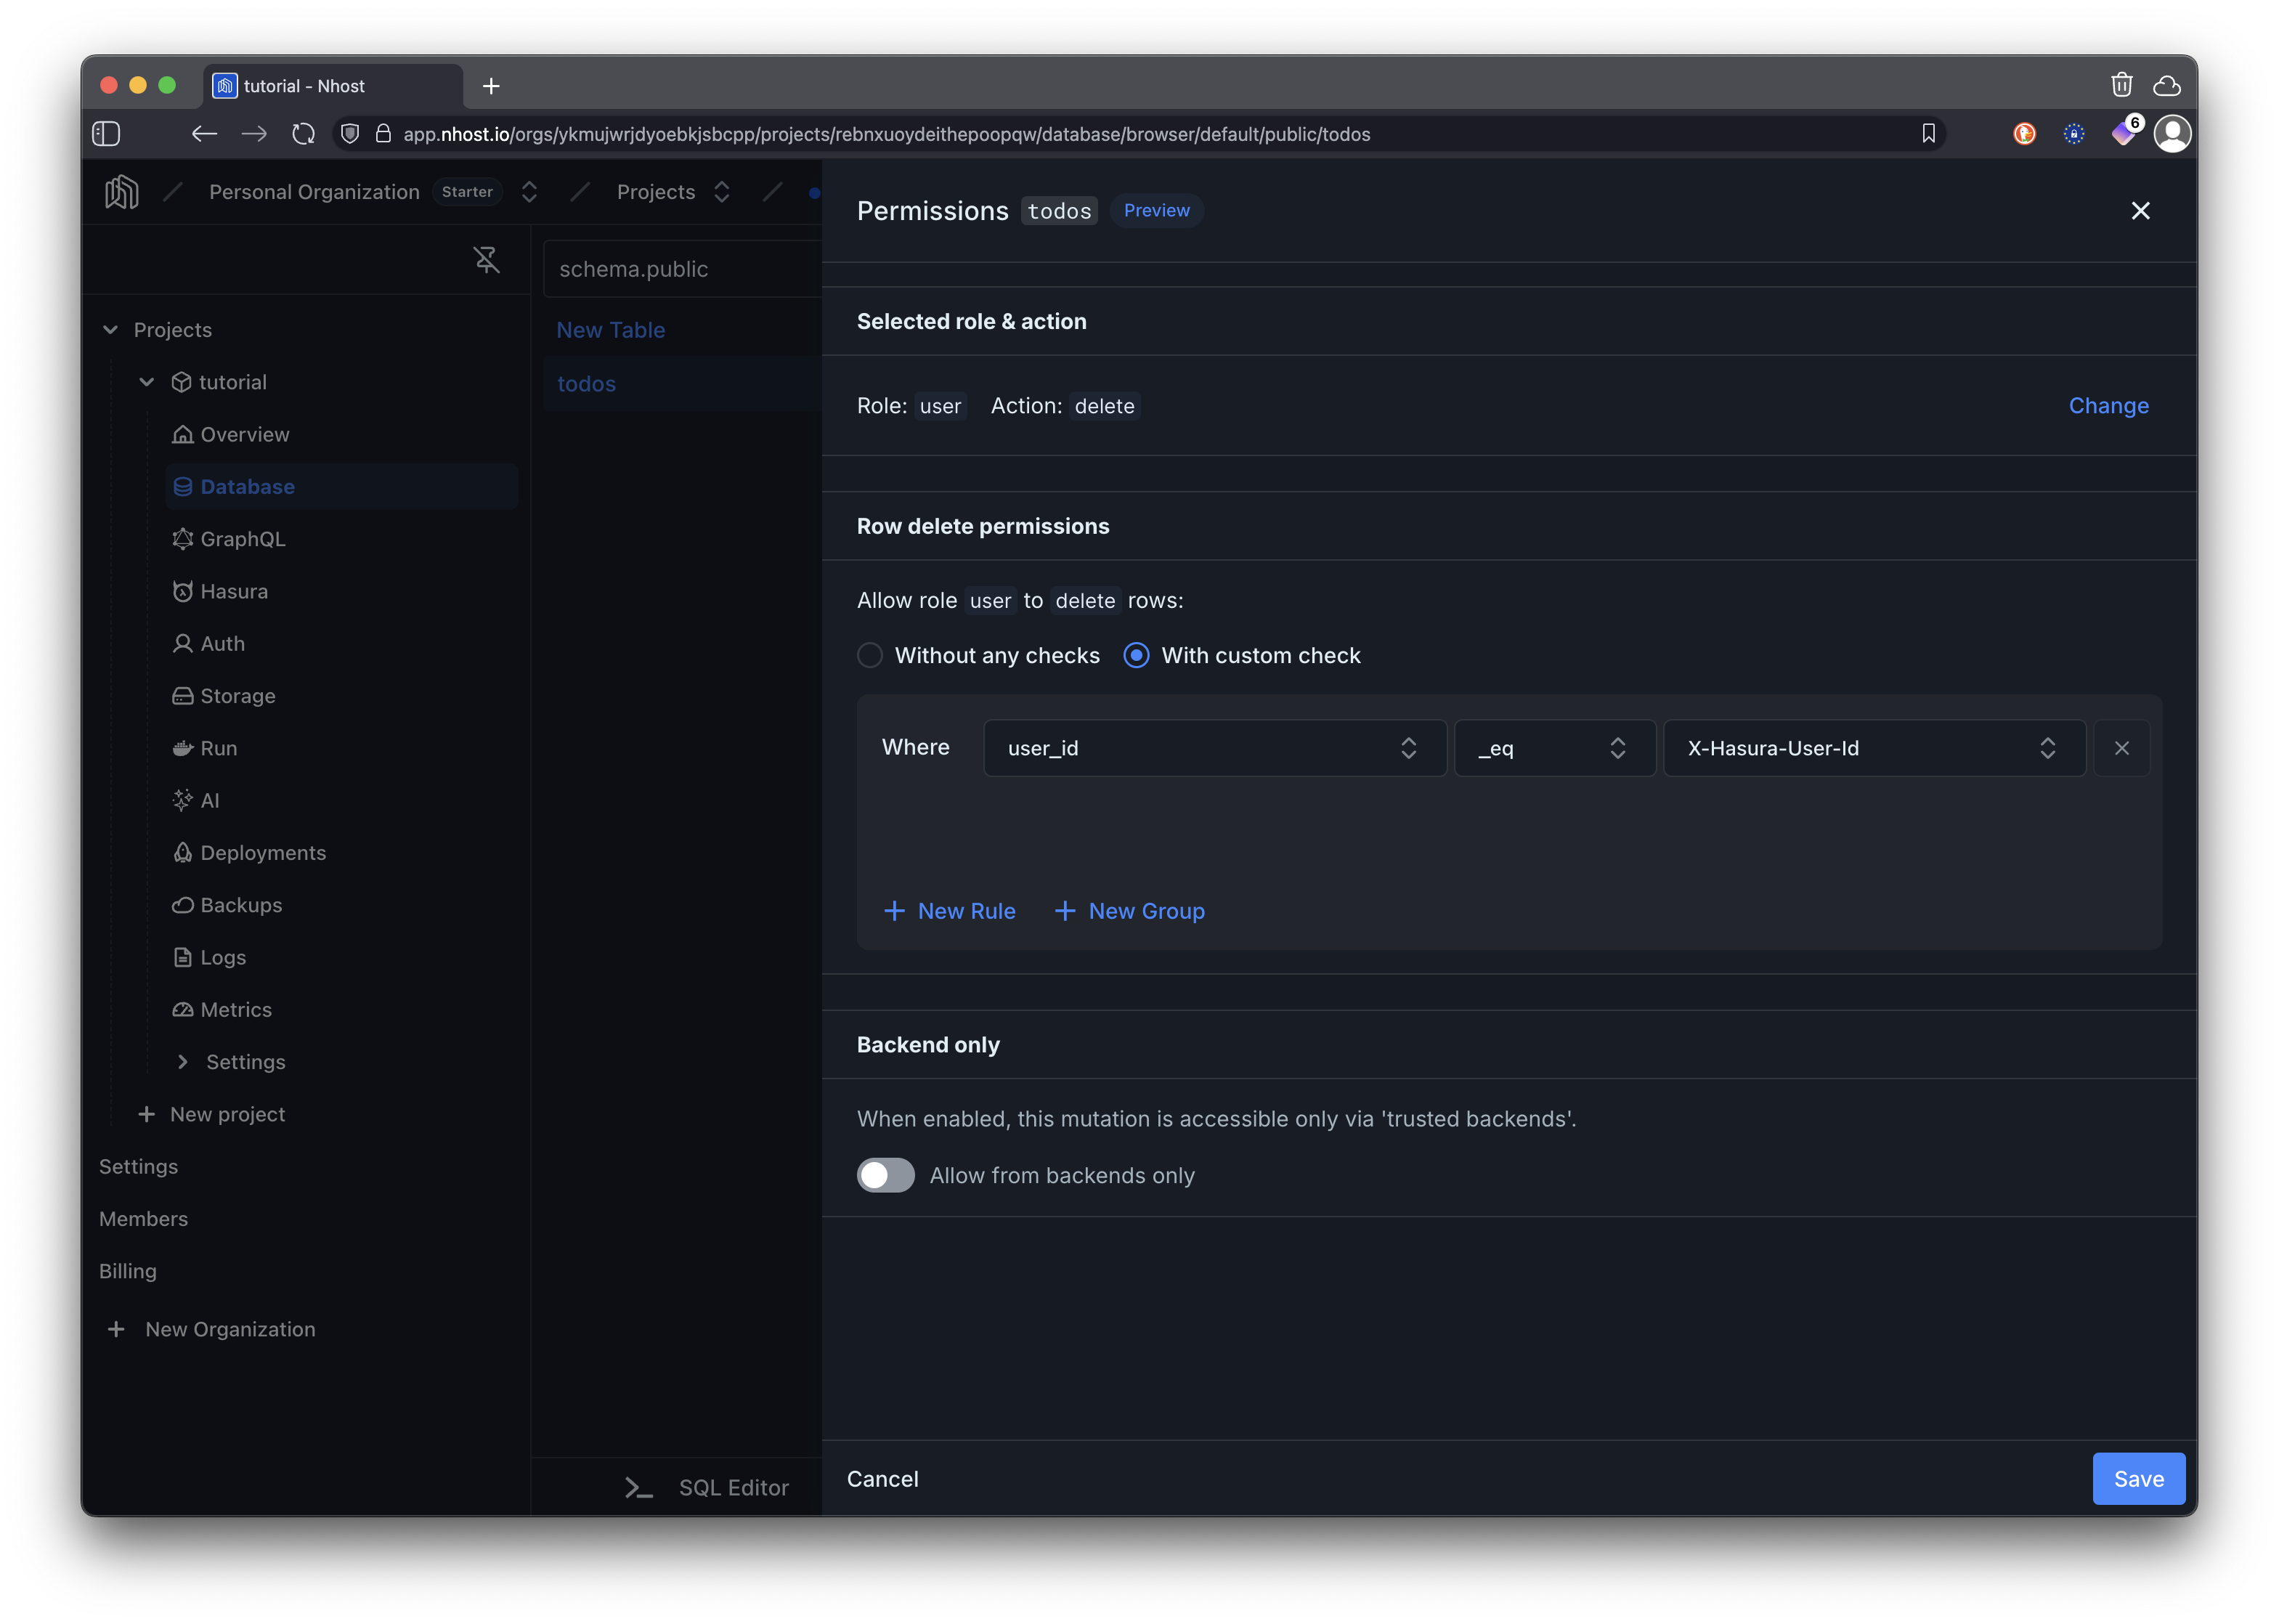 tutorial - Nhost
app.nhost.io/orgs/ykmujwrjdyoebkjsbcpp/projects/rebnxuoydeithepoopqw/database/browser/default/public/todos
6
Personal Organization Starter Projects
Permissions todos Preview
schema.public
New Table
todos
Projects
tutorial
Overview
Database
GraphQL
Hasura
Auth
Storage
Run
AI
Deployments
Backups
Logs
Metrics
Settings
New project
Settings
Members
Billing
New Organization
SQL Editor
Selected role & action
Role: user Action: delete
Change
Row delete permissions
Allow role user to delete rows:
Without any checks With custom check
Where user_id _eq X-Hasura-User-Id
New Rule New Group
Backend only
When enabled, this mutation is accessible only via 'trusted backends'.
Allow from backends only
Cancel
Save